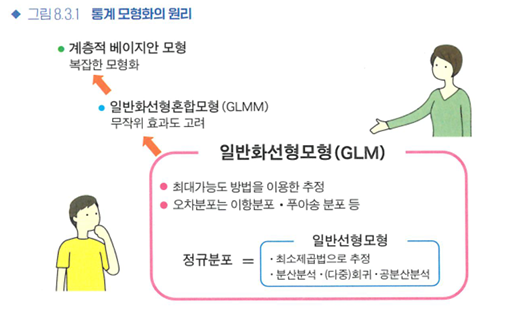 ◆ 그림 8.3.1 통계 모형화의 원리
● 계층적 베이지안 모형
복잡한 모형화
● 일반화선형혼합모형(GLMM)
무작위 효과도 고려
일반화선형모형(GLM)
● 최대가능도 방법을 이용한 추정
● 오차분포는 이항분포・푸아송 분포 등
정규분포 =
일반선형모형
・최소제곱법으로 추정
・분산분석・(다중)회귀・공분산분석